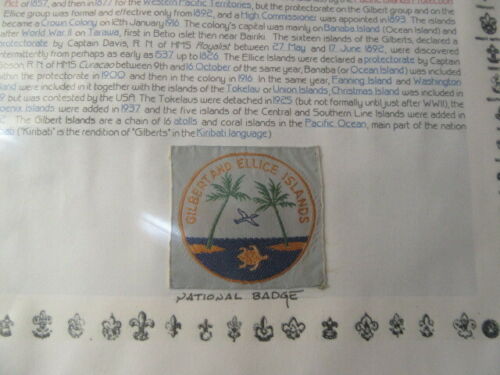 Act of 1857, and then in 1877 for the Western Pacific Territories, but the protectorate on the Gilbert group and on the
Ellice group was formal and effective only from 1892, and a High Commissioner was appointed in 1893. The islands
became a Crown Colony on 12th January 1916. The colony's capital was mainly Banaba Island (Ocean Island) and
after World War II on Tarawa, first in Betio islet then near Bairiki. The sixteen islands of the Gilberts, declared a
protectorate by Captain Davis, R. N. of HMS Royalist between 27 May and 17 June 1892, were discovered
intermittently from perhaps as early as 1537 up to 1826. The Ellice Islands were declared a protectorate by Captain
Gibson R.N of HMS Curacao between 9th and 16 October of the same year, Banaba (or Ocean Island) was included
within the protectorate in 1900 and then in the colony in 1916. In the same year, Fanning Island and Washington
Island were included in it together with the islands of the Tokelau or Union Islands, Christmas Island was included in
but was contested by the USA. The Tokelaus were detached in 1925 (but not formally until just after WWII), the
Phoenix Islands were added in 1937 and the five islands of the Central and Southern Line Islands were added in
The Gilbert Islands are a chain of 16 atolls and coral islands in the Pacific Ocean, main part of the nation
("Kiribati" is the rendition of "Gilberts" in the Kiribati language)
GILBERT AND ELLICE ISLANDS
NATIONAL BADGE